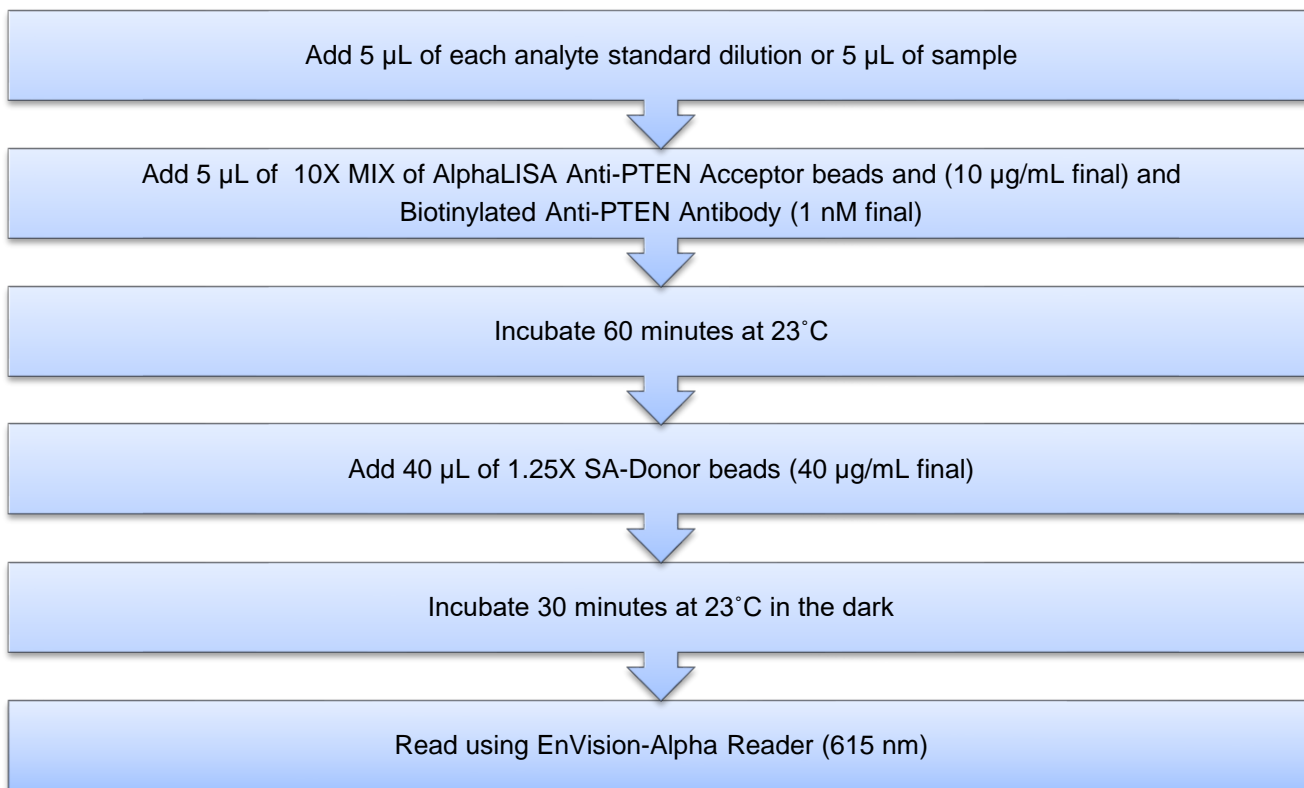 Add 5 µL of each analyte standard dilution or 5 µL of sample
Add 5 µL of  10X MIX of AlphaLISA Anti-PTEN Acceptor beads and (10 µg/mL final) and
Biotinylated Anti-PTEN Antibody (1 nM final)
Incubate 60 minutes at 23˚C
Add 40 µL of 1.25X SA-Donor beads (40 µg/mL final)
Incubate 30 minutes at 23˚C in the dark
Read using EnVision-Alpha Reader (615 nm)